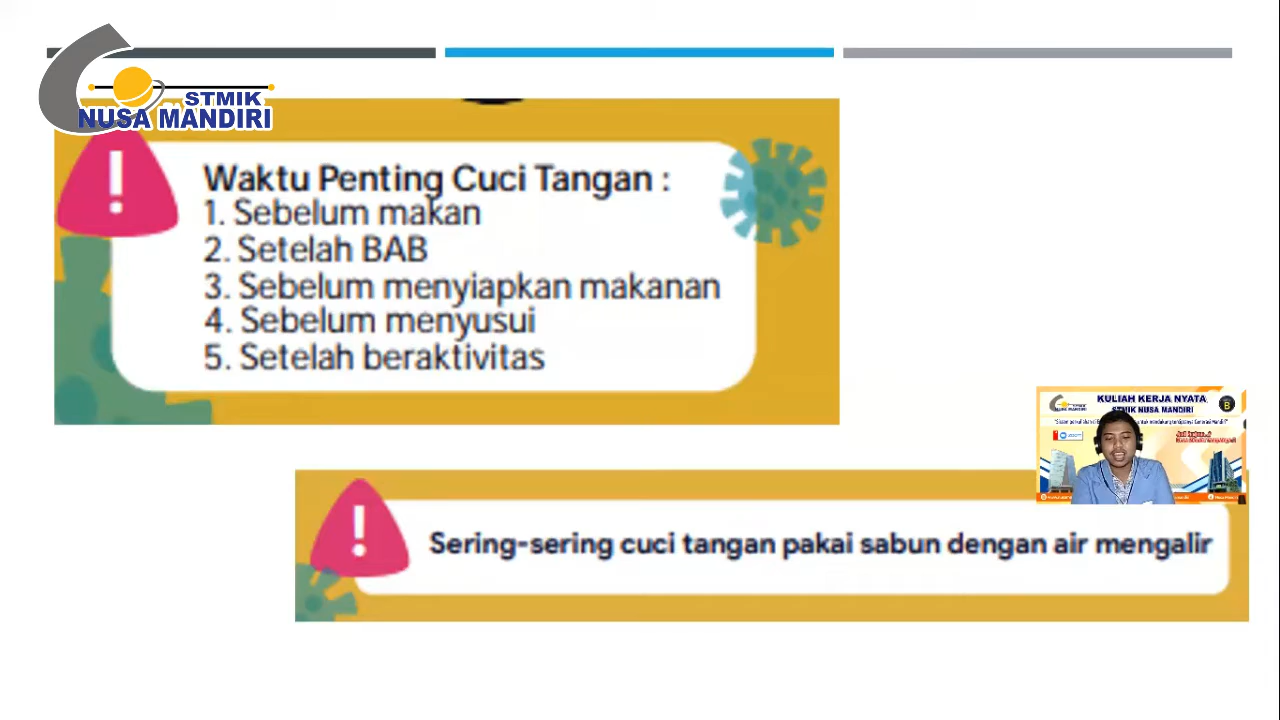 STMIK
NUSA MANDIRI
!
Waktu Penting Cuci Tangan :
1. Sebelum makan
2. Setelah BAB
3. Sebelum menyiapkan makanan
4. Sebelum menyusui
5. Setelah beraktivitas
KULIAH KERJA NYATA
STMIK NUSA MANDIRI
B
zoom
!
Sering-sering cuci tangan pakai sabun dengan air mengalir